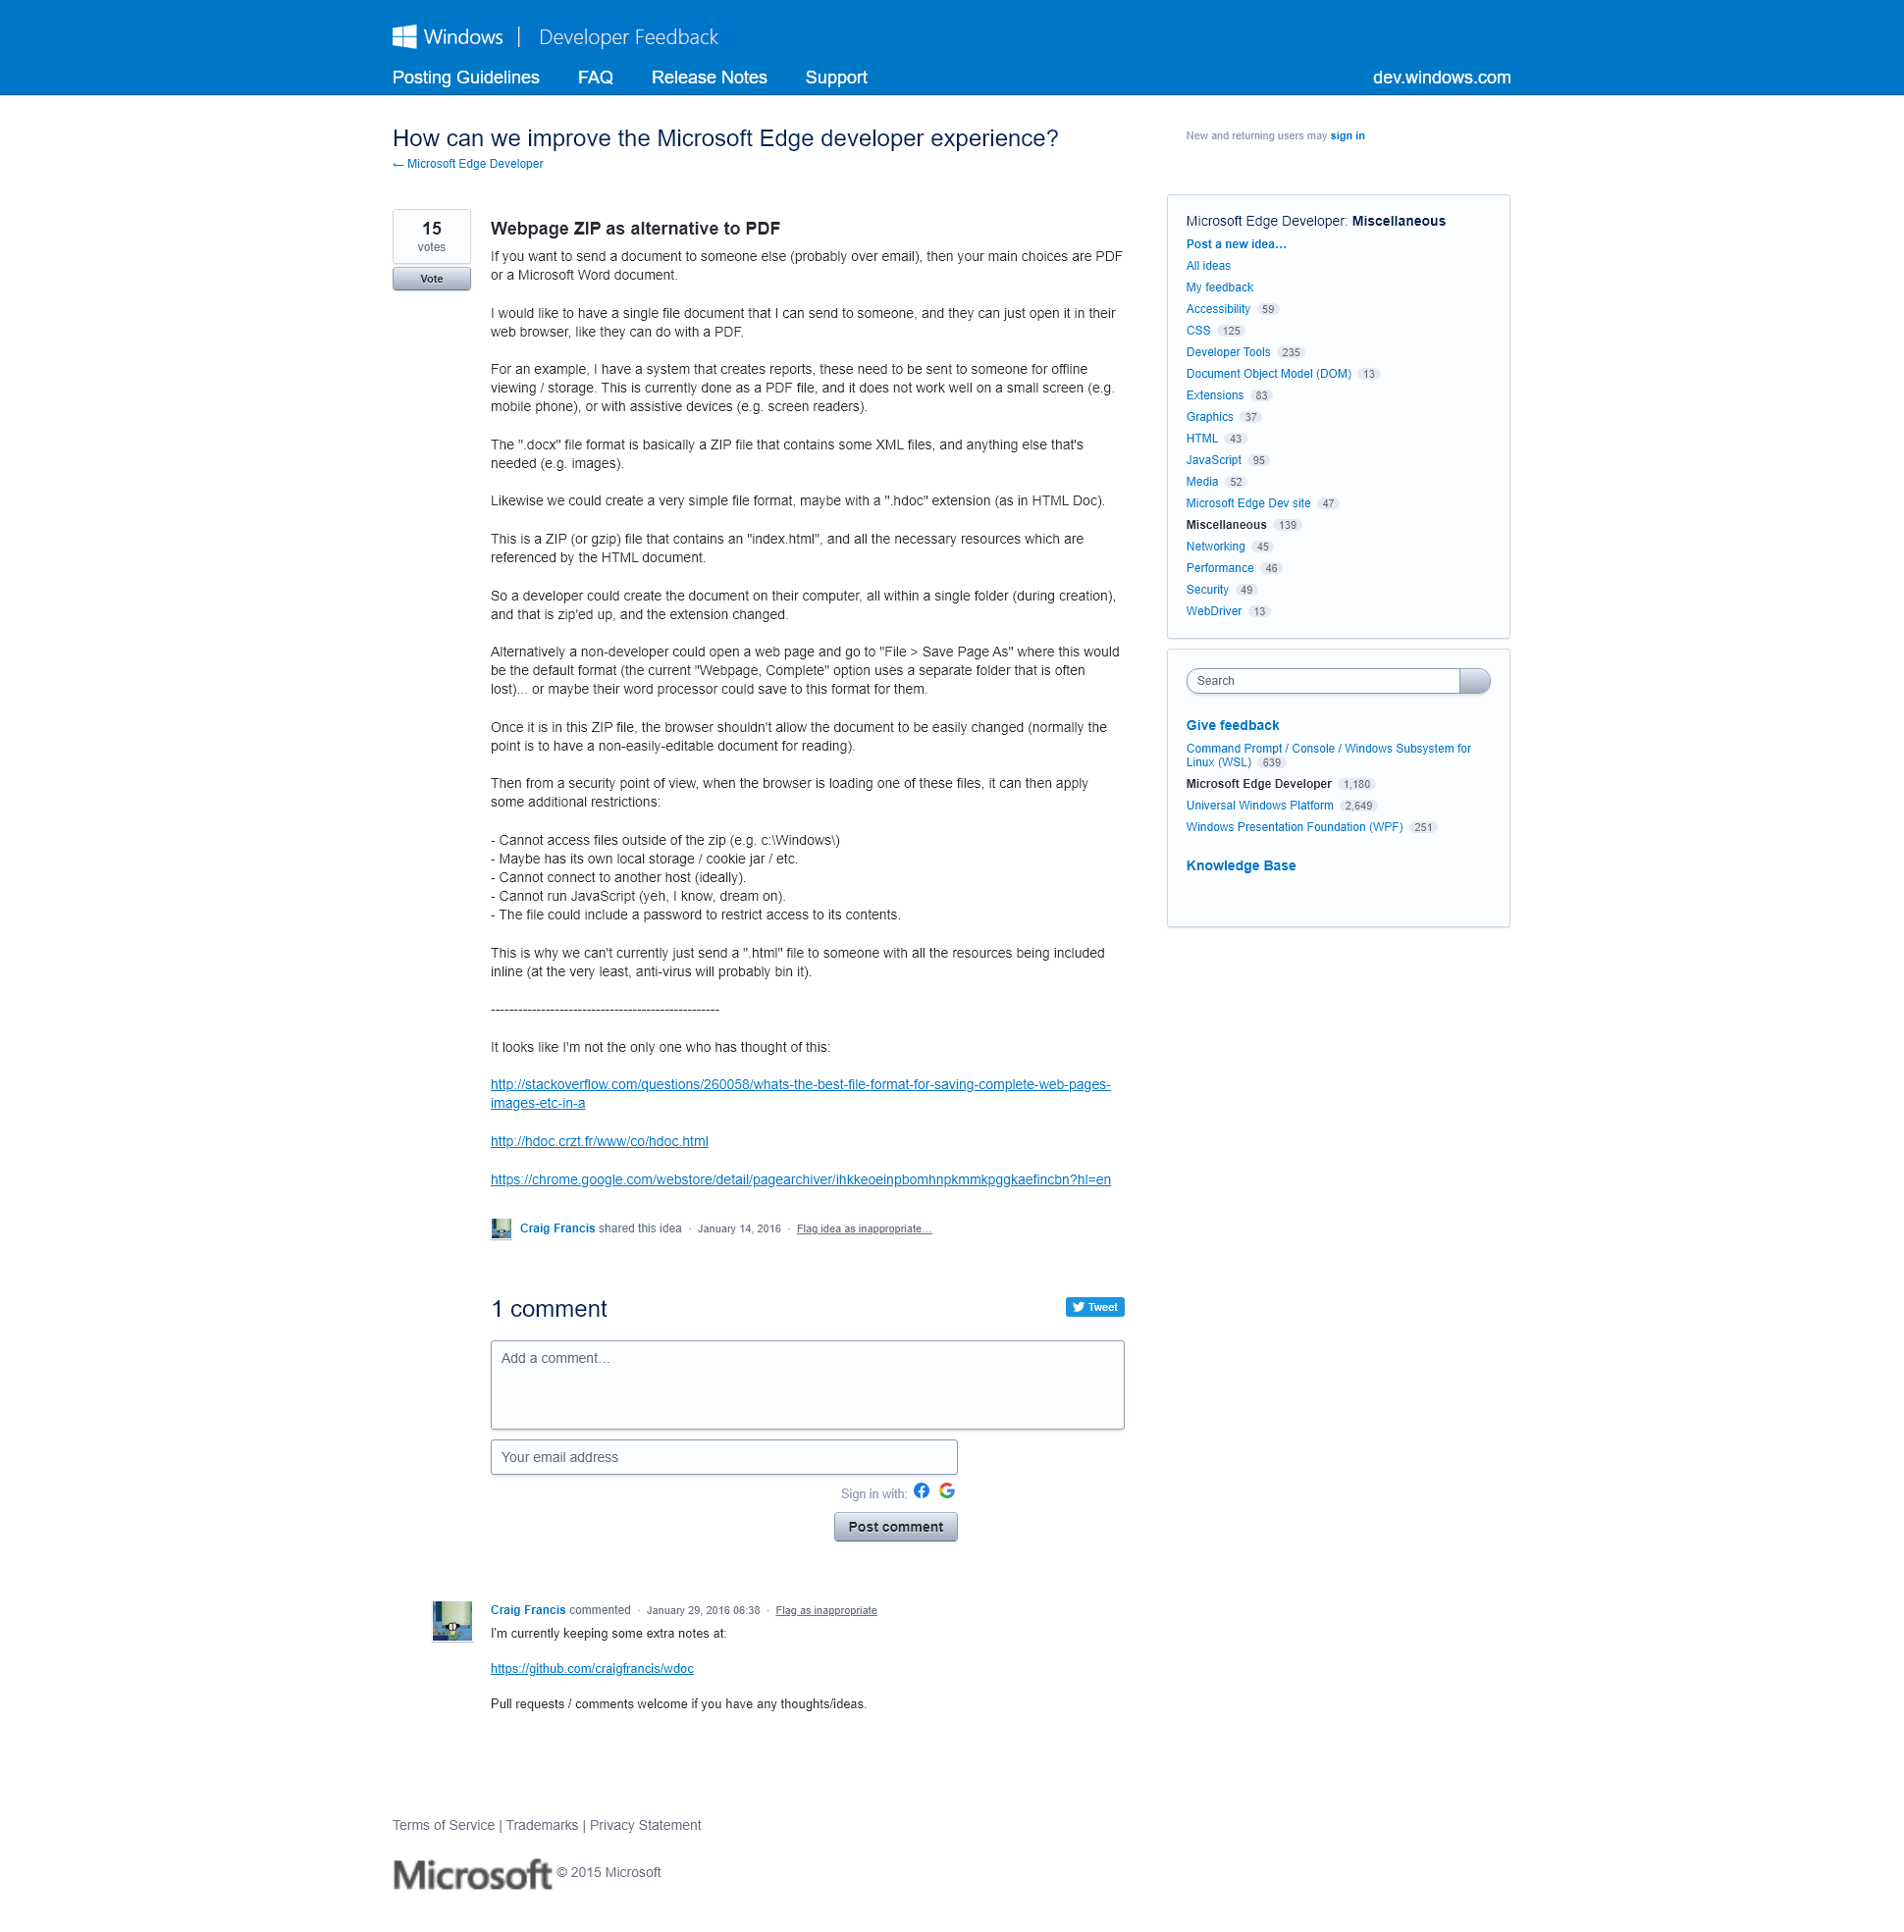 Windows | Developer Feedback
Posting Guidelines FAQ Release Notes Support dev.windows.com
How can we improve the Microsoft Edge developer experience?
← Microsoft Edge Developer
New and returning users may sign in
15
votes
Vote
Webpage ZIP as alternative to PDF
If you want to send a document to someone else (probably over email), then your main choices are PDF
or a Microsoft Word document.
I would like to have a single file document that I can send to someone, and they can just open it in their
web browser, like they can do with a PDF.
For an example, I have a system that creates reports, these need to be sent to someone for offline
viewing / storage. This is currently done as a PDF file, and it does not work well on a small screen (e.g.
mobile phone), or with assistive devices (e.g. screen readers).
The ".docx" file format is basically a ZIP file that contains some XML files, and anything else that's
needed (e.g. images).
Likewise we could create a very simple file format, maybe with a ".hdoc" extension (as in HTML Doc).
This is a ZIP (or gzip) file that contains an "index.html", and all the necessary resources which are
referenced by the HTML document.
So a developer could create the document on their computer, all within a single folder (during creation),
and that is zip'ed up, and the extension changed.
Alternatively a non-developer could open a web page and go to "File > Save Page As" where this would
be the default format (the current "Webpage, Complete" option uses a separate folder that is often
lost)... or maybe their word processor could save to this format for them.
Once it is in this ZIP file, the browser shouldn't allow the document to be easily changed (normally the
point is to have a non-easily-editable document for reading).
Then from a security point of view, when the browser is loading one of these files, it can then apply
some additional restrictions:
- Cannot access files outside of the zip (e.g. c:\Windows\)
- Maybe has its own local storage / cookie jar / etc.
- Cannot connect to another host (ideally).
- Cannot run JavaScript (yeh, I know, dream on).
- The file could include a password to restrict access to its contents.
This is why we can't currently just send a ".html" file to someone with all the resources being included
inline (at the very least, anti-virus will probably bin it).
--------------------------------------------------
It looks like I'm not the only one who has thought of this:
http://stackoverflow.com/questions/260058/whats-the-best-file-format-for-saving-complete-web-pages-
images-etc-in-a
http://hdoc.crzt.fr/www/co/hdoc.html
https://chrome.google.com/webstore/detail/pagearchiver/ihkkeoeinpbomhnpkmmkpggkaefincbn?hl=en
Craig Francis shared this idea · January 14, 2016 · Flag idea as inappropriate…
1 comment
Tweet
Add a comment…
Your email address
Sign in with:
Post comment
Craig Francis commented · January 29, 2016 06:38 · Flag as inappropriate
I'm currently keeping some extra notes at:
https://github.com/craigfrancis/wdoc
Pull requests / comments welcome if you have any thoughts/ideas.
Microsoft Edge Developer: Miscellaneous
Post a new idea…
All ideas
My feedback
Accessibility 59
CSS 125
Developer Tools 235
Document Object Model (DOM) 13
Extensions 83
Graphics 37
HTML 43
JavaScript 95
Media 52
Microsoft Edge Dev site 47
Miscellaneous 139
Networking 45
Performance 46
Security 49
WebDriver 13
Search
Give feedback
Command Prompt / Console / Windows Subsystem for
Linux (WSL) 639
Microsoft Edge Developer 1,180
Universal Windows Platform 2,649
Windows Presentation Foundation (WPF) 251
Knowledge Base
Terms of Service | Trademarks | Privacy Statement
Microsoft © 2015 Microsoft